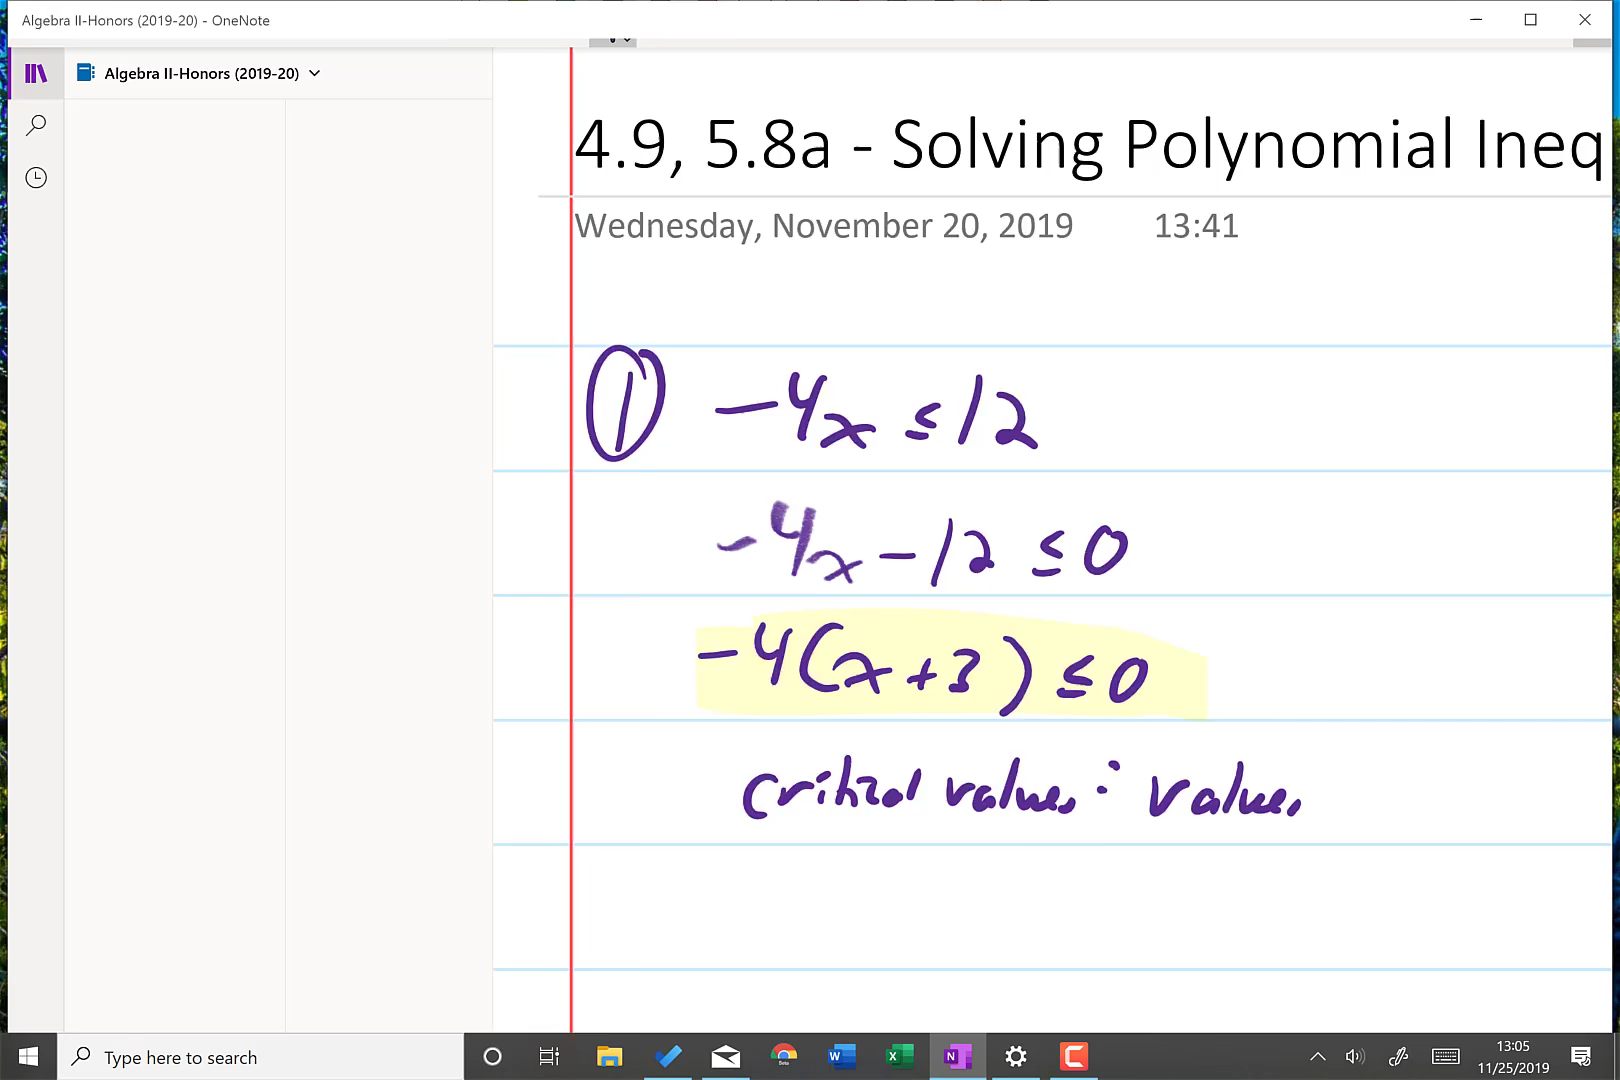 Algebra II-Honors (2019-20) - OneNote
Algebra II-Honors (2019-20)
4.9, 5.8a - Solving Polynomial Ineq
Wednesday, November 20, 2019 13:41
① -4x ≤ 12
-4x - 12 ≤ 0
-4(x+3) ≤ 0
critical values: values
Type here to search
13:05
11/25/2019